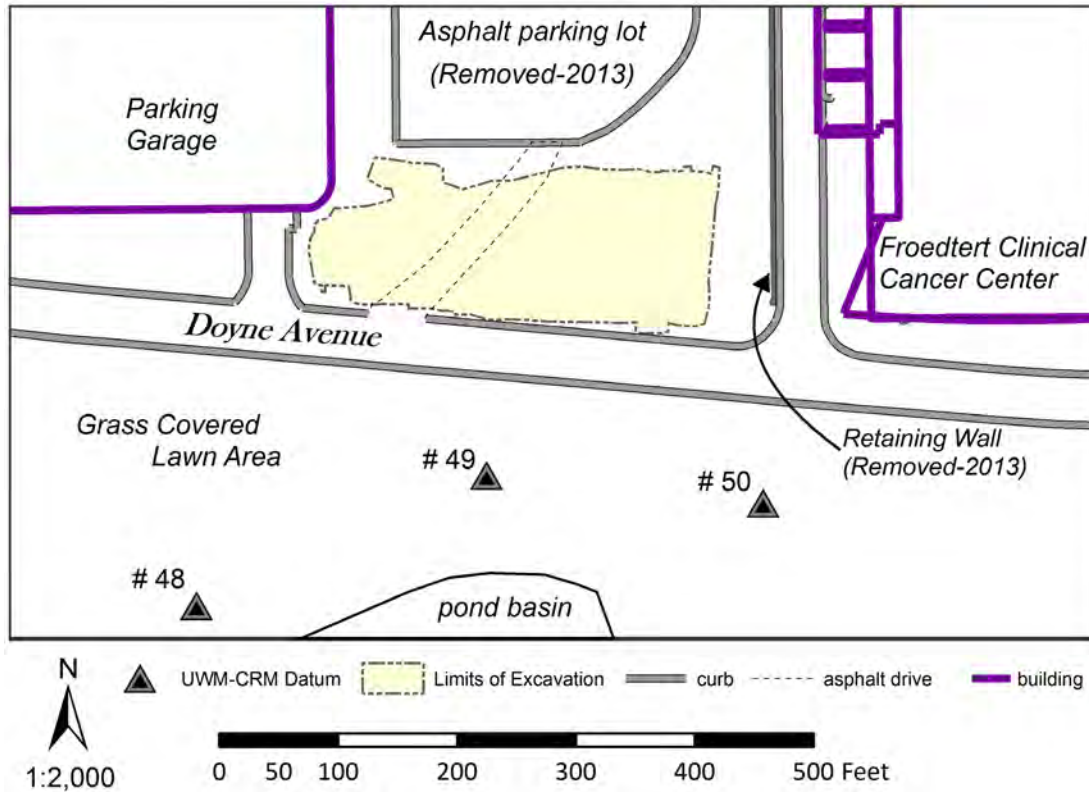 Asphalt parking lot
(Removed-2013)
Parking
Garage
Froedtert Clinical
Cancer Center
Doyne Avenue
Grass Covered
Lawn Area
Retaining Wall
(Removed-2013)
# 49
# 50
# 48
pond basin
N
UWM-CRM Datum
Limits of Excavation
curb
asphalt drive
building
1:2,000
0 50 100 200 300 400 500 Feet